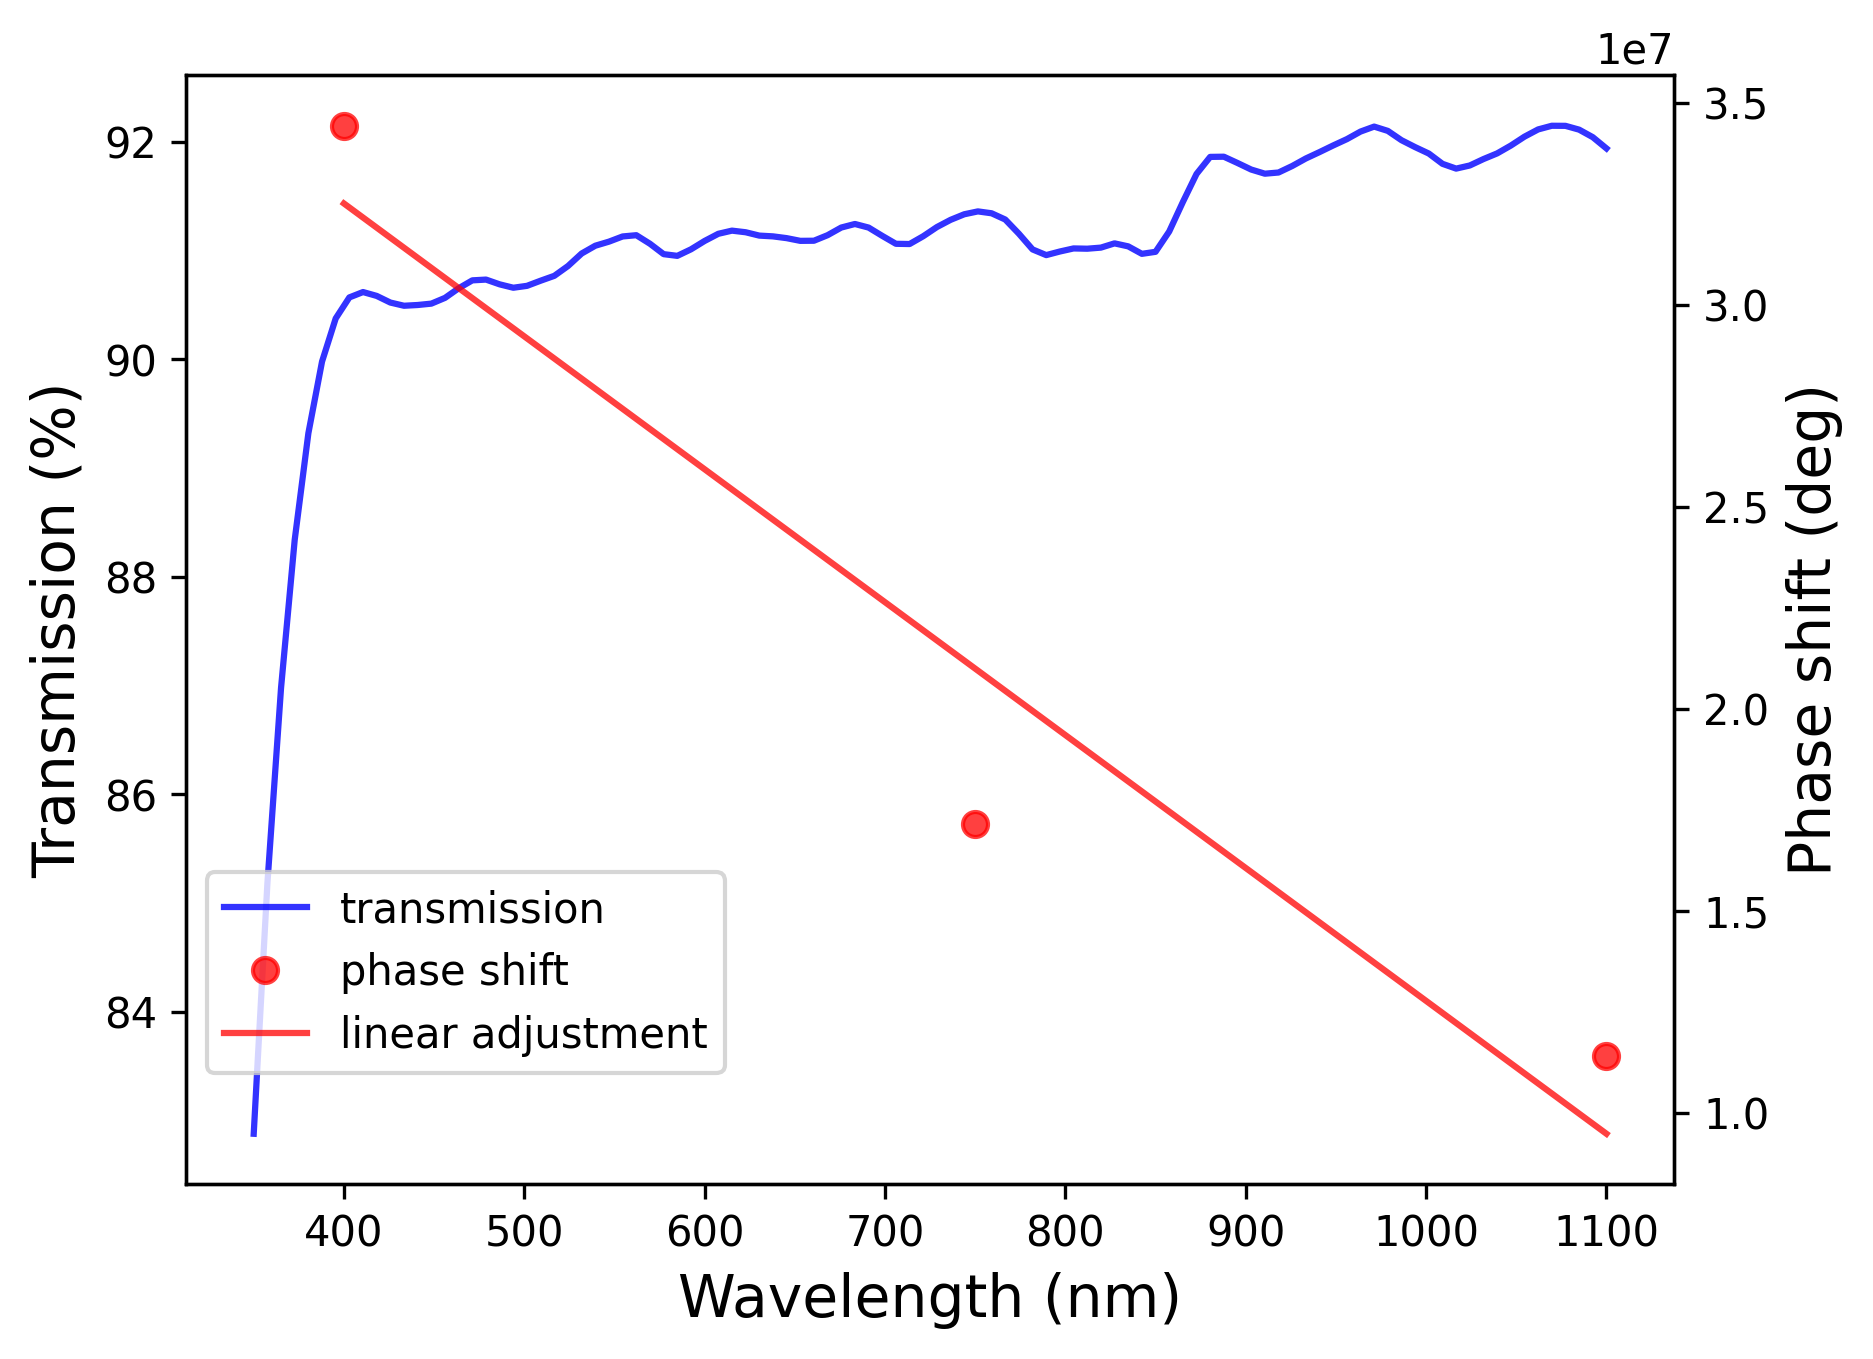 1e7
92
90
88
86
84
Transmission (%)
3.5
3.0
2.5
2.0
1.5
1.0
Phase shift (deg)
transmission
phase shift
linear adjustment
400 500 600 700 800 900 1000 1100
Wavelength (nm)